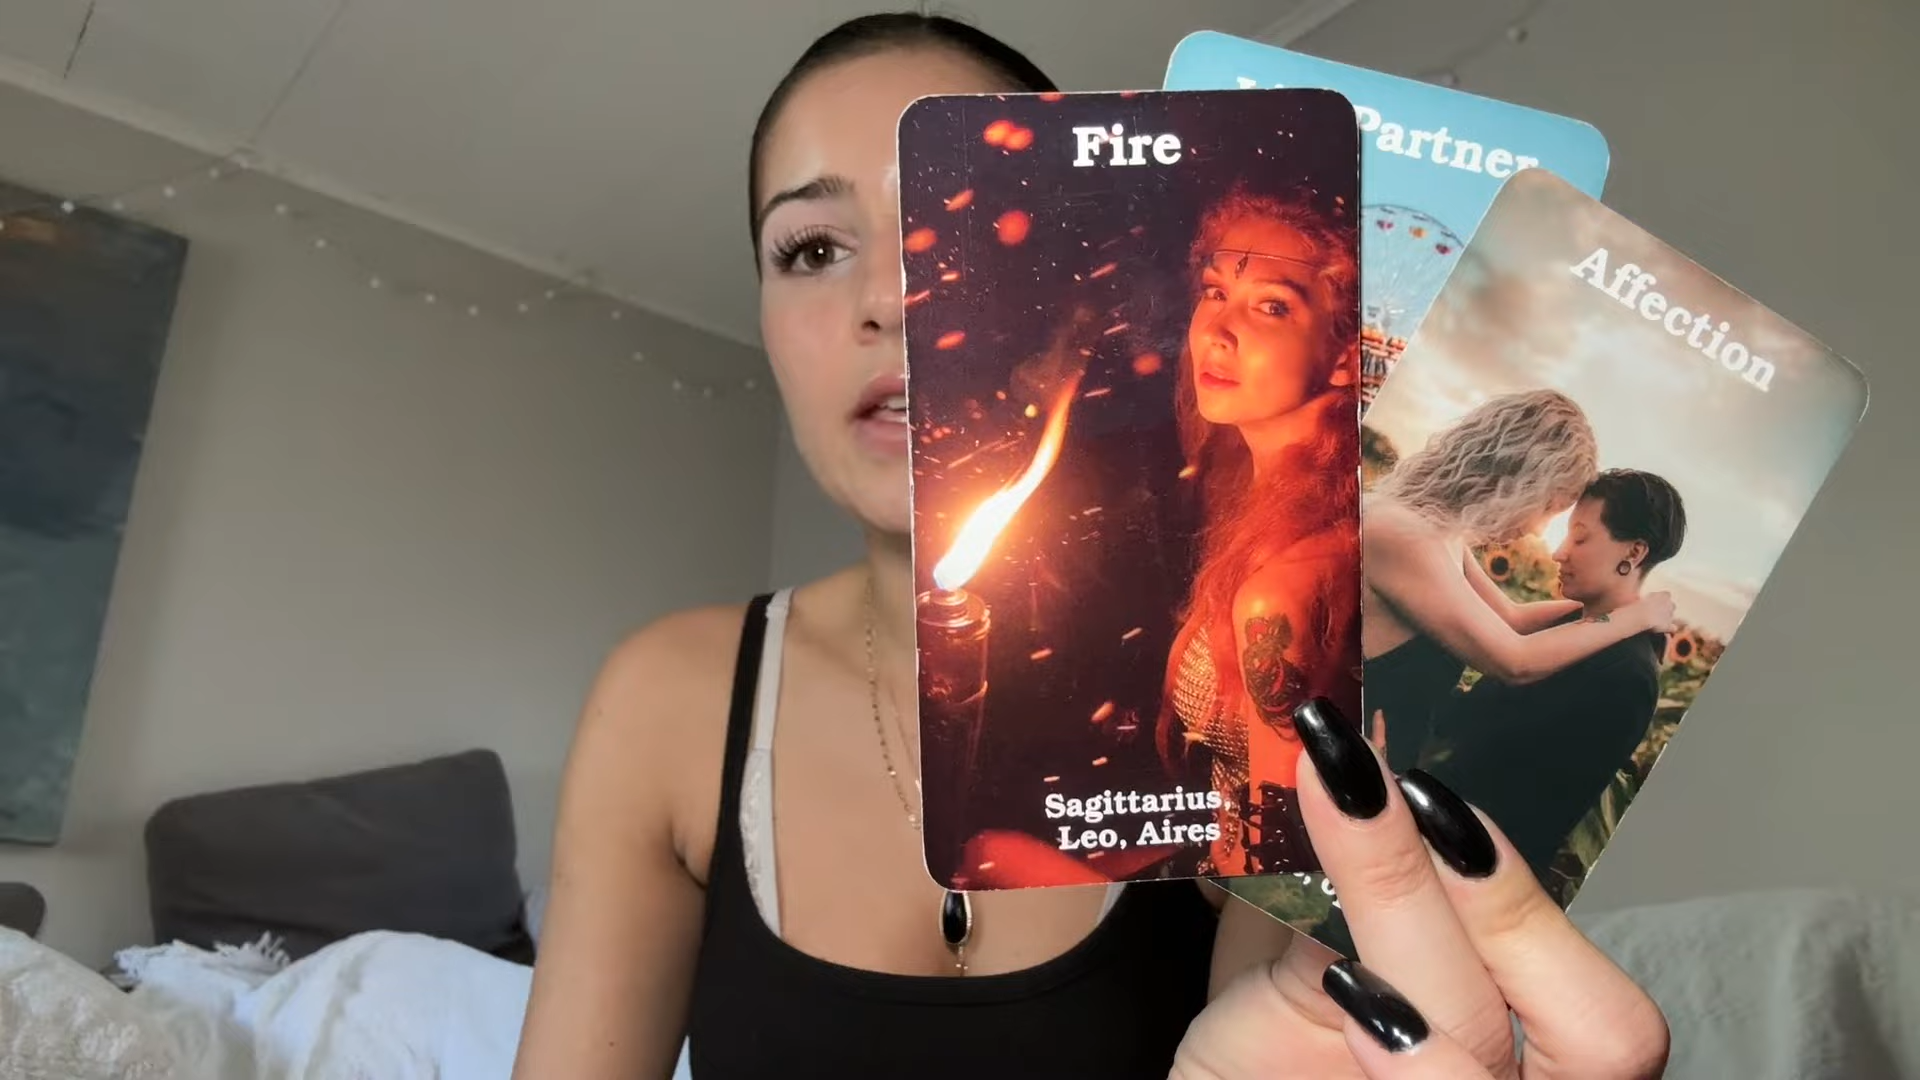 Fire
Sagittarius,
Leo, Aires
Partner
Affection